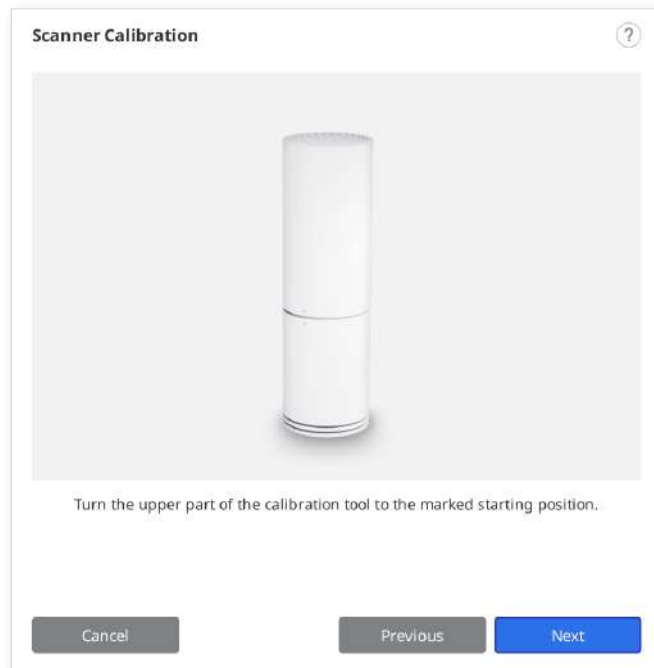 Scanner Calibration
?
Turn the upper part of the calibration tool to the marked starting position.
Cancel
Previous
Next